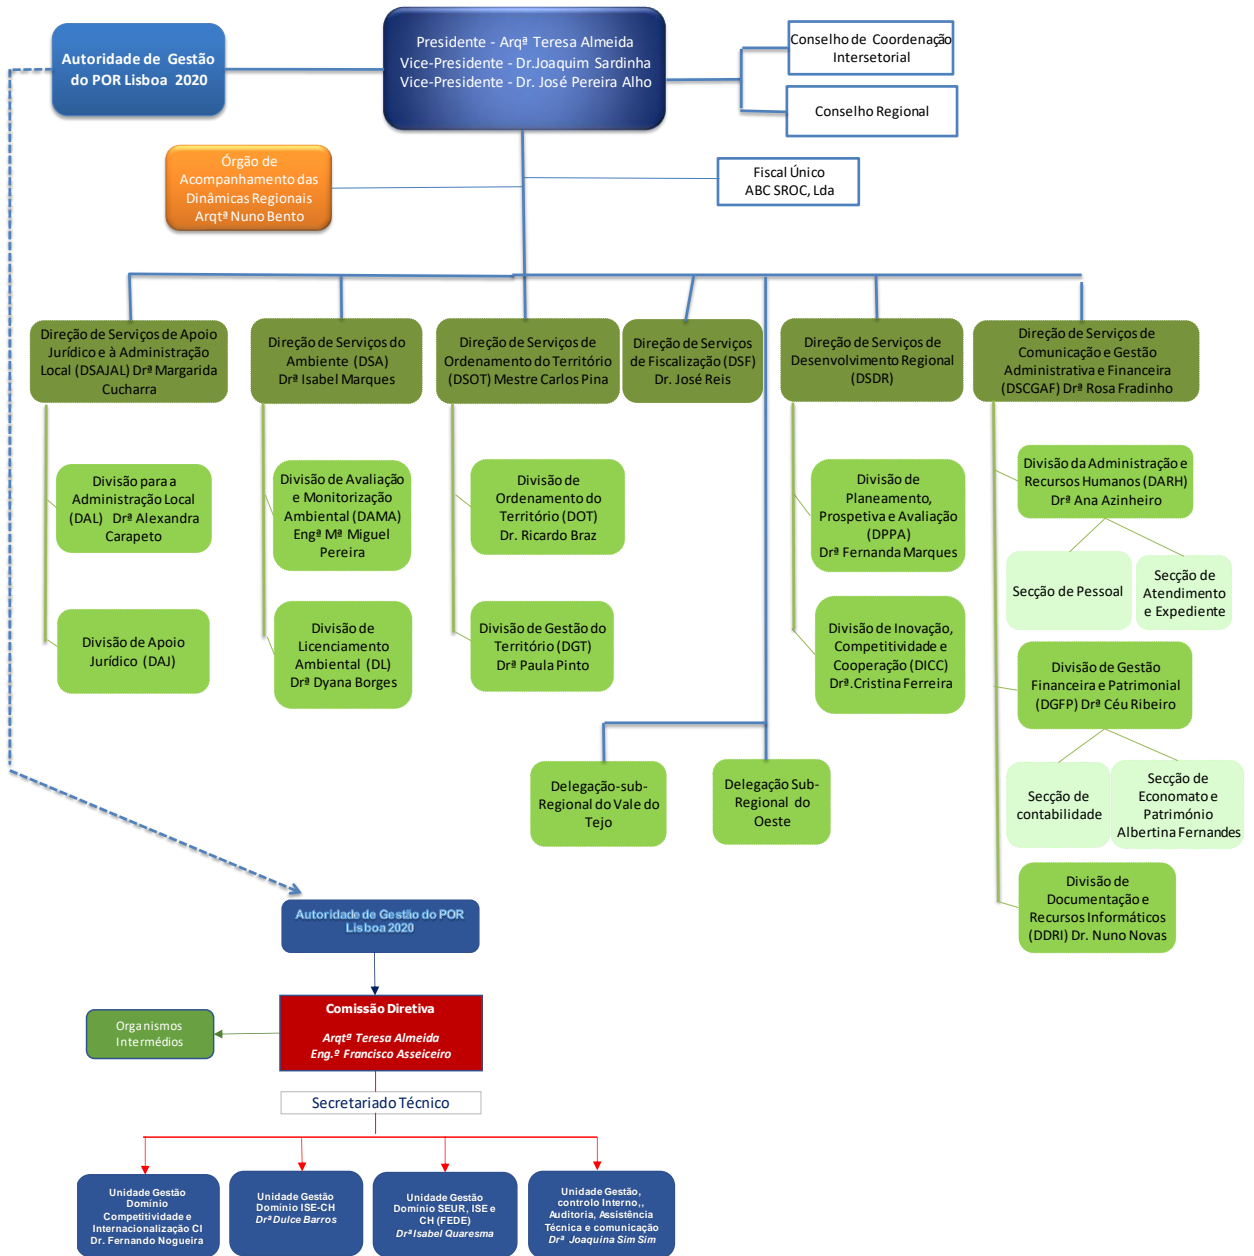 Autoridade de Gestão
do POR Lisboa 2020
Presidente - Arqª Teresa Almeida
Vice-Presidente - Dr.Joaquim Sardinha
Vice-Presidente - Dr. José Pereira Alho
Conselho de Coordenação
Intersetorial
Conselho Regional
Órgão de
Acompanhamento das
Dinâmicas Regionais
Arqtª Nuno Bento
Fiscal Único
ABC SROC, Lda
Direção de Serviços de Apoio
Jurídico e à Administração
Local (DSAJAL) Drª Margarida
Cucharra
Direção de Serviços do
Ambiente (DSA)
Drª Isabel Marques
Direção de Serviços de
Ordenamento do Território
(DSOT) Mestre Carlos Pina
Direção de Serviços
de Fiscalização (DSF)
Dr. José Reis
Direção de Serviços de
Desenvolvimento Regional
(DSDR)
Direção de Serviços de
Comunicação e Gestão
Administrativa e Financeira
(DSCGAF) Drª Rosa Fradinho
Divisão para a
Administração Local
(DAL) Drª Alexandra
Carapeto
Divisão de Avaliação
e Monitorização
Ambiental (DAMA)
Engª Mª Miguel
Pereira
Divisão de
Ordenamento do
Território (DOT)
Dr. Ricardo Braz
Divisão de
Planeamento,
Prospetiva e Avaliação
(DPPA)
Drª Fernanda Marques
Divisão da Administração e
Recursos Humanos (DARH)
Drª Ana Azinheiro
Secção de Pessoal
Secção de
Atendimento
e Expediente
Divisão de Apoio
Jurídico (DAJ)
Divisão de
Licenciamento
Ambiental (DL)
Drª Dyana Borges
Divisão de Gestão do
Território (DGT)
Drª Paula Pinto
Divisão de Inovação,
Competitividade e
Cooperação (DICC)
Drª.Cristina Ferreira
Divisão de Gestão
Financeira e Patrimonial
(DGFP) Drª Céu Ribeiro
Delegação-sub-
Regional do Vale do
Tejo
Delegação Sub-
Regional do
Oeste
Secção de
contabilidade
Secção de
Economato e
Património
Albertina Fernandes
Divisão de
Documentação e
Recursos Informáticos
(DDRI) Dr. Nuno Novas
Autoridade de Gestão do POR
Lisboa 2020
Comissão Diretiva
Arqtª Teresa Almeida
Eng.º Francisco Asseiceiro
Organismos
Intermédios
Secretariado Técnico
Unidade Gestão
Domínio
Competitividade e
Internacionalização CI
Dr. Fernando Nogueira
Unidade Gestão
Domínio ISE-CH
Drª Dulce Barros
Unidade Gestão
Domínio SEUR, ISE e
CH (FEDE)
Drª Isabel Quaresma
Unidade Gestão,
controlo Interno,,
Auditoria, Assistência
Técnica e comunicação
Drª Joaquina Sim Sim